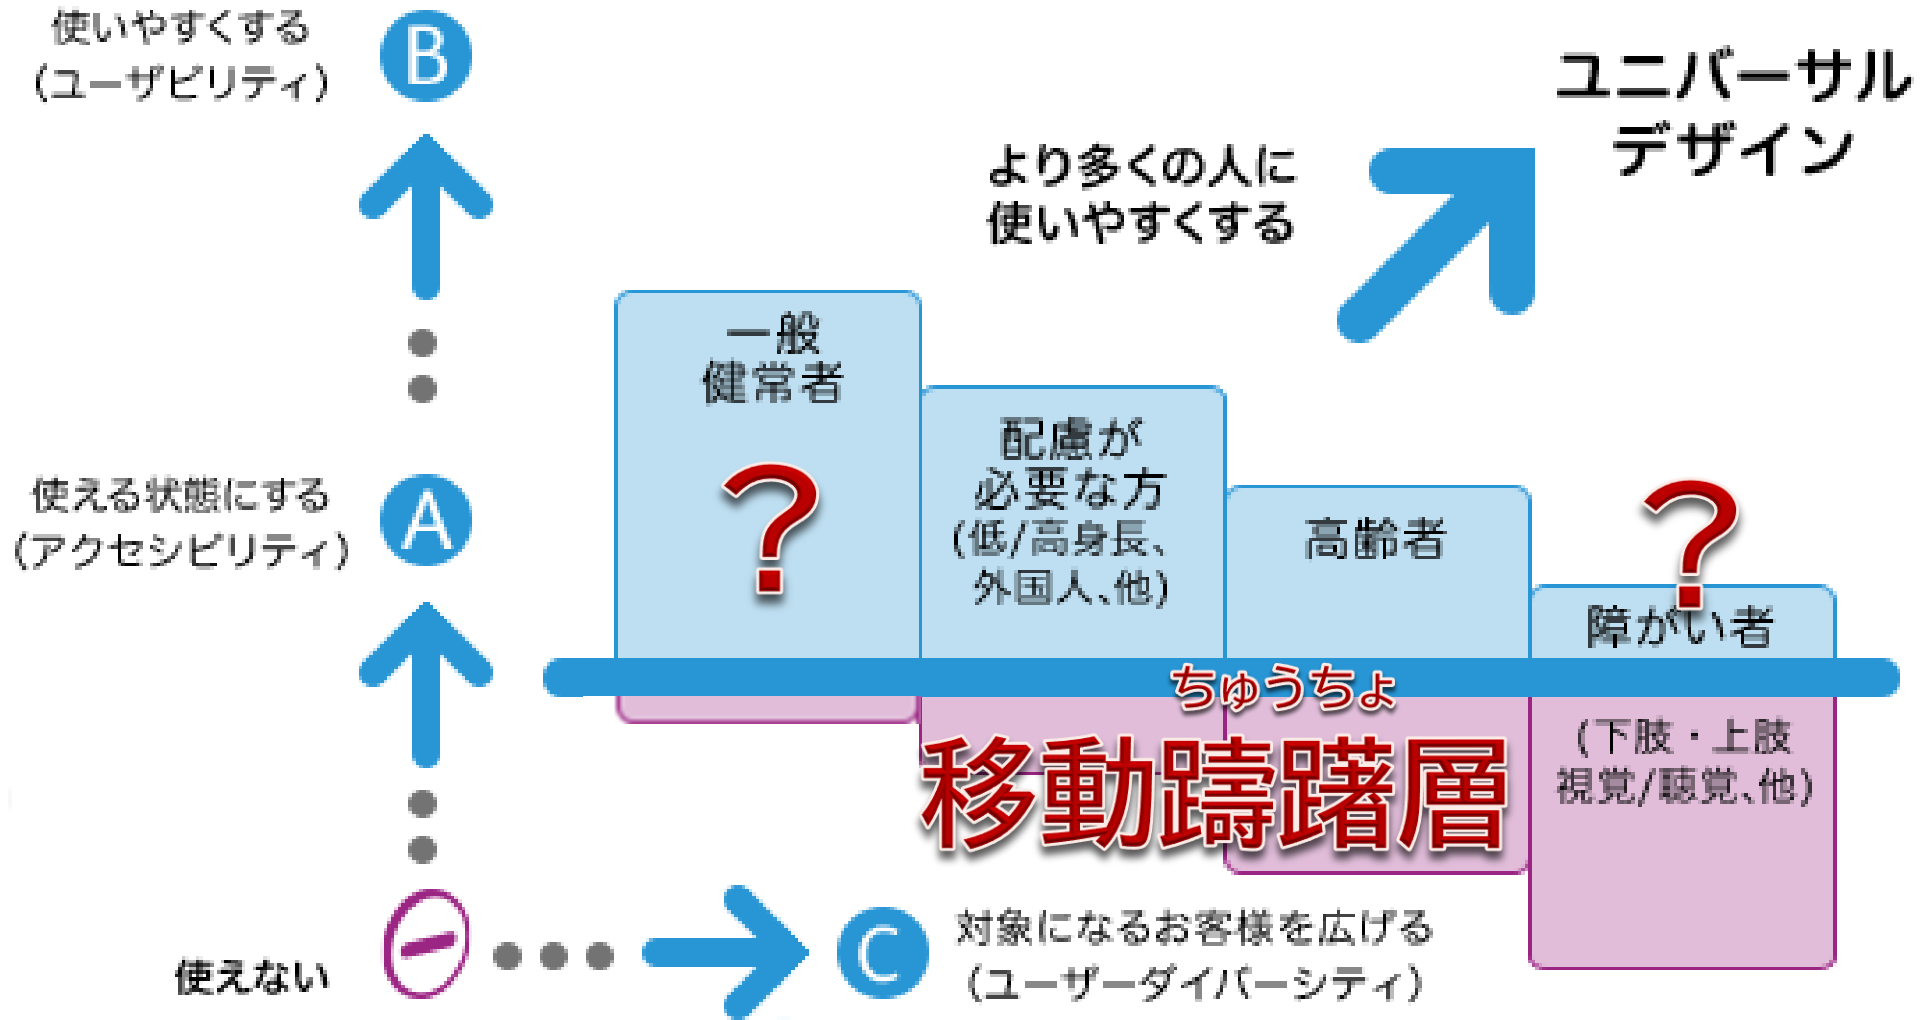 使いやすくする
(ユーザビリティ)
B
ユニバーサル
デザイン
より多くの人に
使いやすくする
一般
健常者
?
配慮が
必要な方
(低/高身長、
外国人、他)
高齢者
?
障がい者
使える状態にする
(アクセシビリティ)
A
ちゅうちょ
移動躊躇層
(下肢・上肢
視覚/聴覚、他)
使えない
C
対象になるお客様を広げる
(ユーザーダイバーシティ)